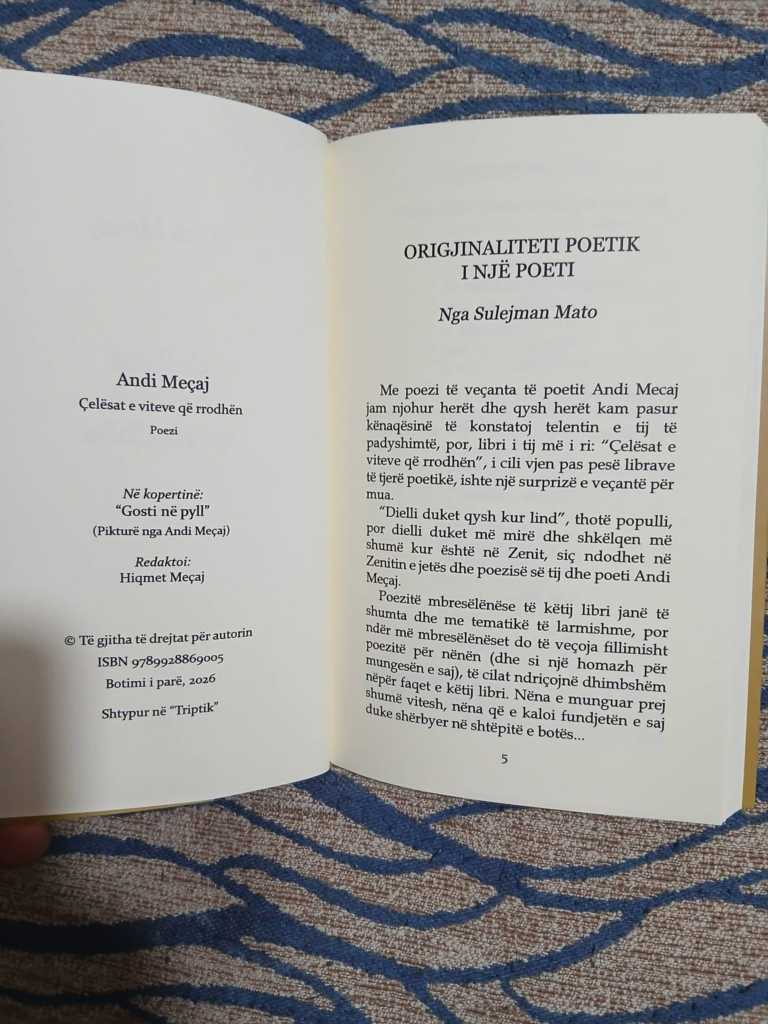 Andi Meçaj
Çelësat e viteve që rrodhën
Poezi
Në kopertinë:
“Gosti në pyll”
(Pikturë nga Andi Meçaj)
Redaktoi:
Hiqmet Meçaj
© Të gjitha të drejtat për autorin
ISBN 9789928869005
Botimi i parë, 2026
Shtypur në “Triptik”
ORIGJINALITETI POETIK
I NJË POETI
Nga Sulejman Mato
Me poezi të veçanta të poetit Andi Mecaj
jam njohur herët dhe qysh herët kam pasur
kënaqësinë të konstatoj telentin e tij të
padyshimtë, por, libri i tij më i ri: “Çelësat e
viteve që rrodhën”, i cili vjen pas pesë librave
të tjerë poetikë, ishte një surprizë e veçantë për
mua.
“Dielli duket qysh kur lind”, thotë populli,
por dielli duket më mirë dhe shkëlqen më
shumë kur është në Zenit, siç ndodhet në
Zenitin e jetës dhe poezisë së tij dhe poeti Andi
Meçaj.
Poezitë mbresëlënëse të këtij libri janë të
shumta dhe me tematikë të larmishme, por
ndër më mbresëlënëset do të veçoja fillimisht
poezitë për nënën (dhe si një homazh për
mungesën e saj), të cilat ndriçojnë dhimbshëm
nëpër faqet e këtij libri. Nëna e munguar prej
shumë vitesh, nëna që e kaloi fundjetën e saj
duke shërbyer në shtëpitë e botës...
5